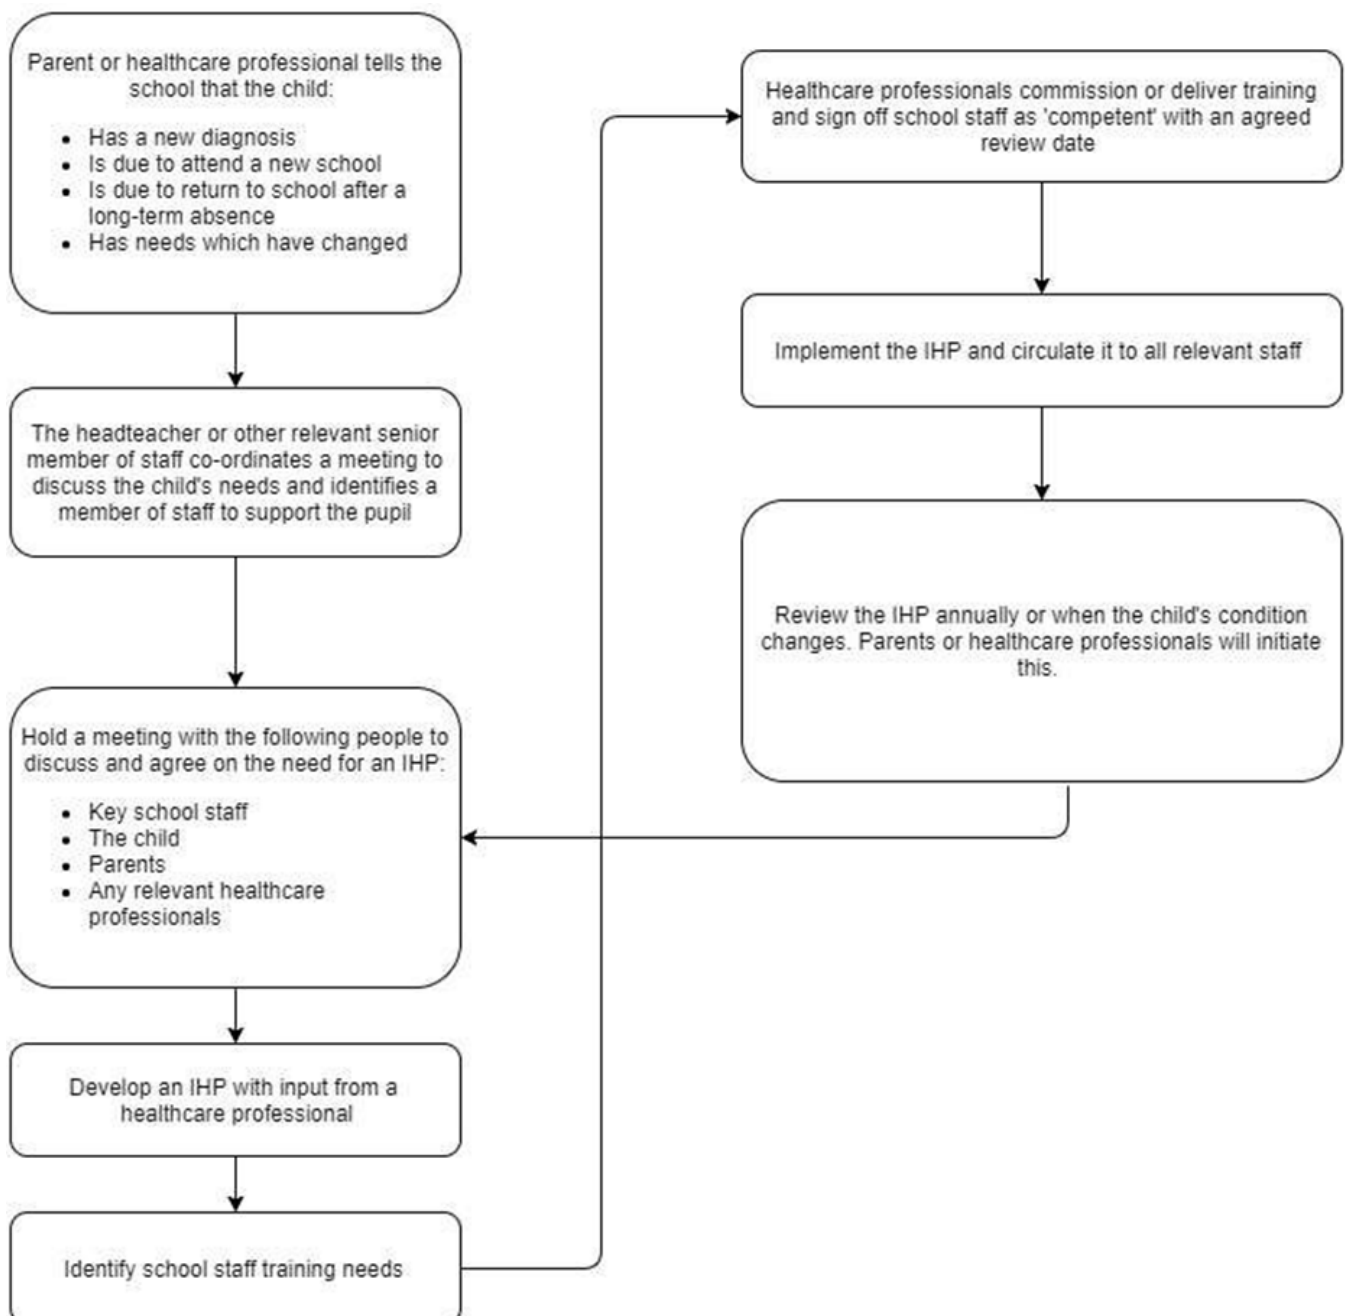 Parent or healthcare professional tells the
school that the child:
• Has a new diagnosis
• Is due to attend a new school
• Is due to return to school after a
long-term absence
• Has needs which have changed
The headteacher or other relevant senior
member of staff co-ordinates a meeting to
discuss the child's needs and identifies a
member of staff to support the pupil
Hold a meeting with the following people to
discuss and agree on the need for an IHP:
• Key school staff
• The child
• Parents
• Any relevant healthcare
professionals
Develop an IHP with input from a
healthcare professional
Identify school staff training needs
Healthcare professionals commission or deliver training
and sign off school staff as 'competent' with an agreed
review date
Implement the IHP and circulate it to all relevant staff
Review the IHP annually or when the child's condition
changes. Parents or healthcare professionals will initiate
this.